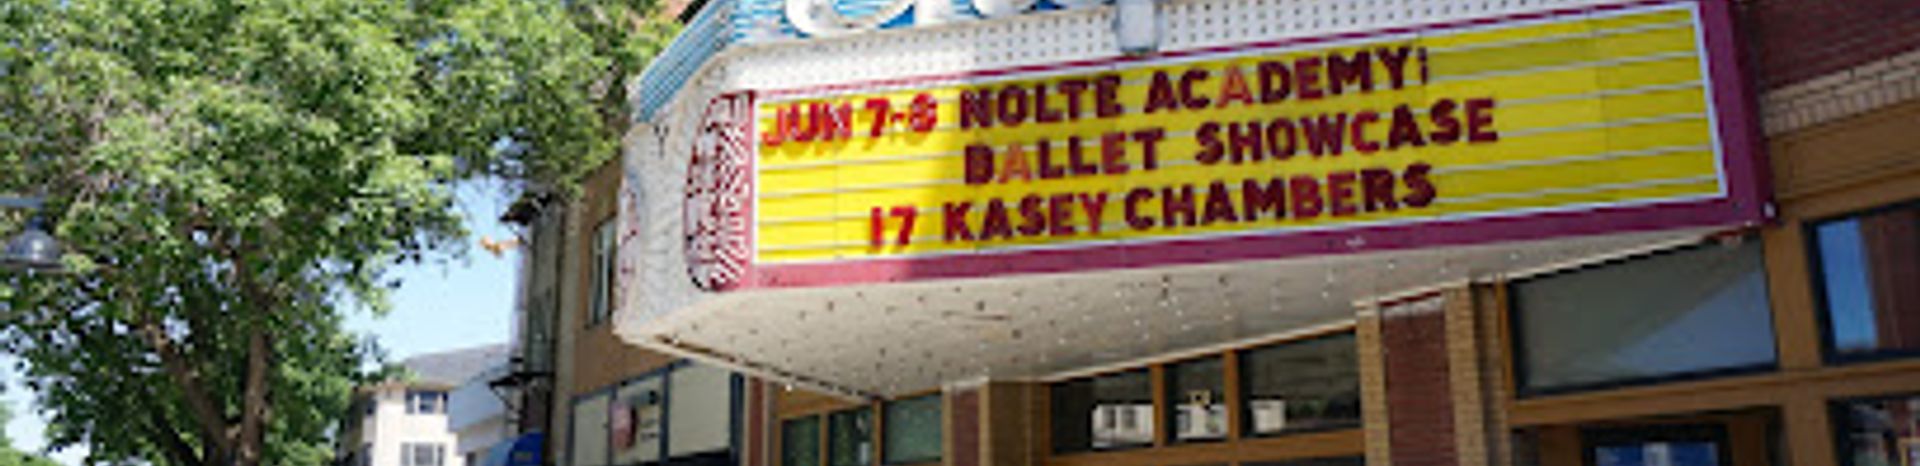 JUN 7-8 NOLTE ACADEMY:
BALLET SHOWCASE
17 KASEY CHAMBERS